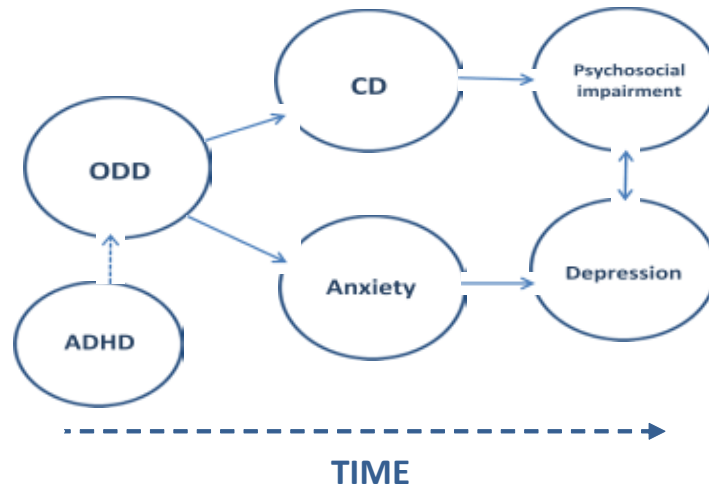 CD
Psychosocial
impairment
ODD
Anxiety
Depression
ADHD
TIME